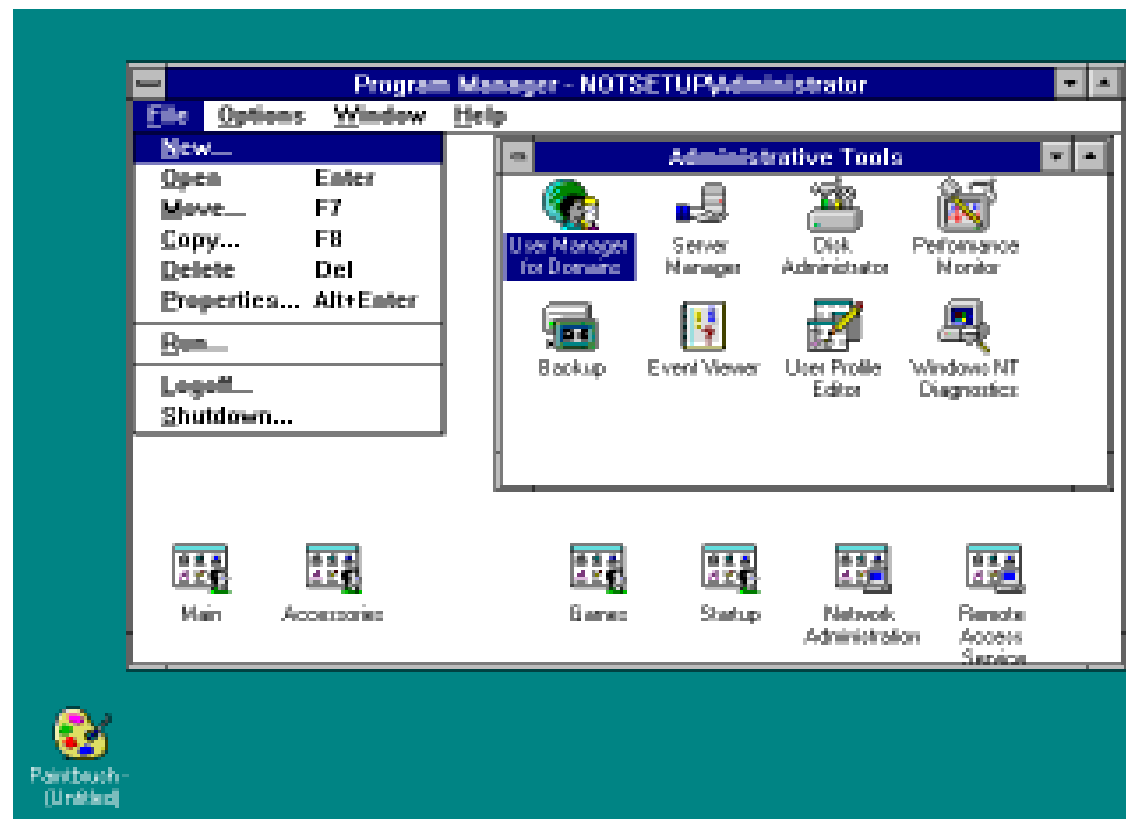 Program Manager - NOTSETUP\Administrator
File Options Window Help
New...
Open Enter
Move... F7
Copy... F8
Delete Del
Properties... Alt+Enter
Run...
Logoff...
Shutdown...
Administrative Tools
User Manager
for Domains
Server
Manager
Disk
Administrator
Performance
Monitor
Backup
Event Viewer
User Profile
Editor
Windows NT
Diagnostics
Main
Accessories
Games
Startup
Network
Administration
Remote
Access
Service
Paintbrush -
(Untitled)